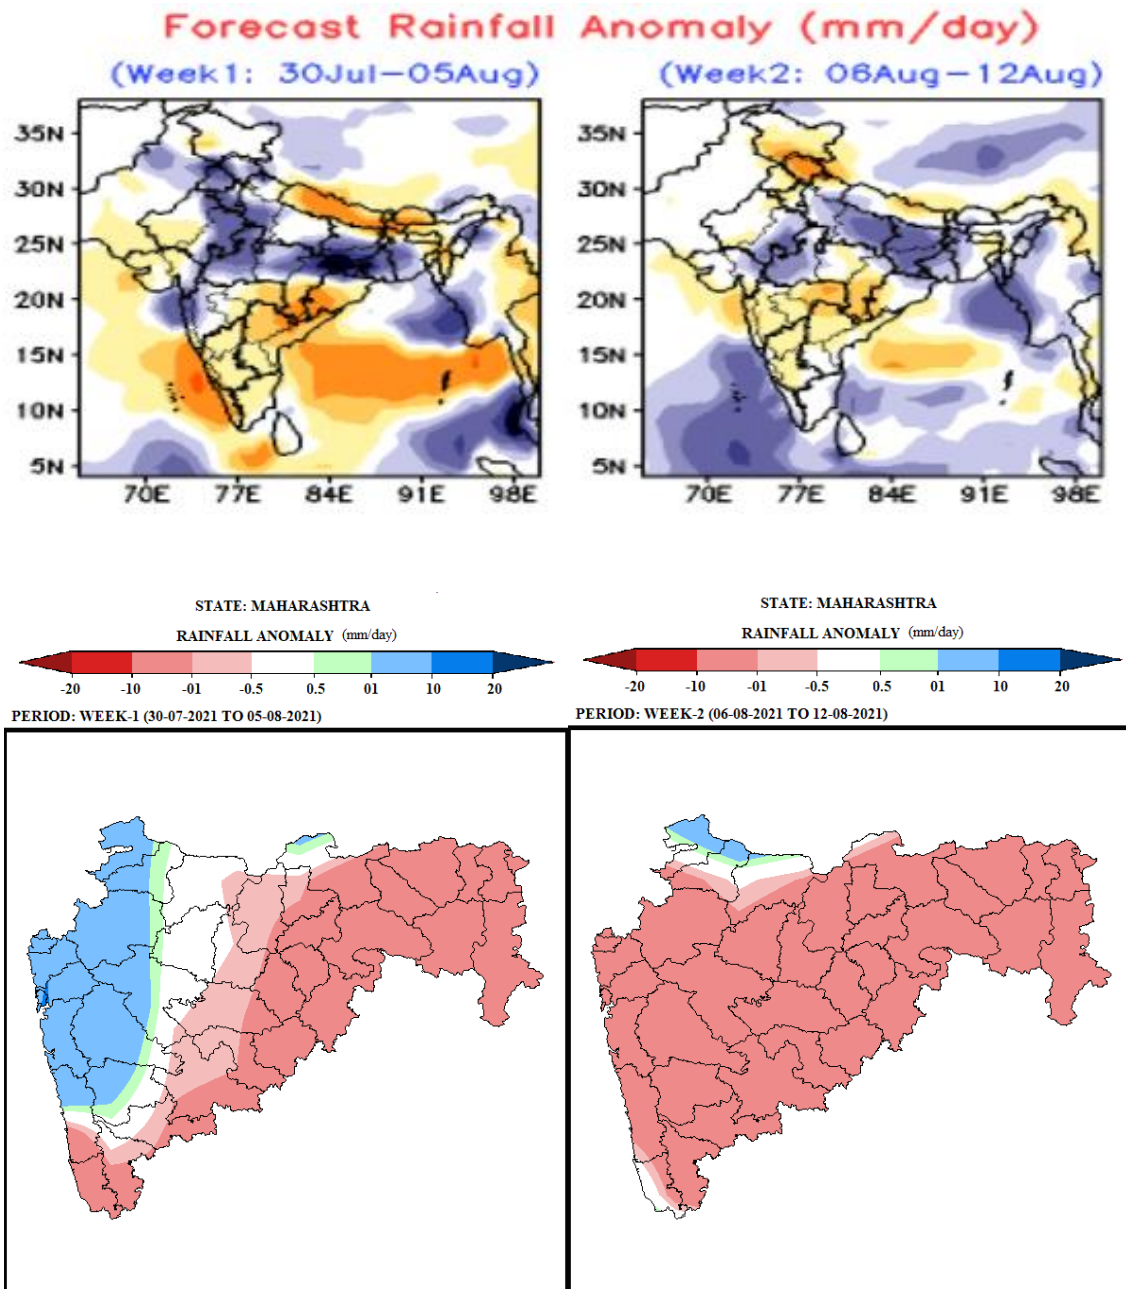 Forecast Rainfall Anomaly (mm/day)
(Week1: 30Jul-05Aug)
(Week2: 06Aug-12Aug)
35N
30N
25N
20N
15N
10N
5N
70E 77E 84E 91E 98E
35N
30N
25N
20N
15N
10N
5N
70E 77E 84E 91E 98E
STATE: MAHARASHTRA
RAINFALL ANOMALY (mm/day)
-20 -10 -01 -0.5 0.5 01 10 20
PERIOD: WEEK-1 (30-07-2021 TO 05-08-2021)
STATE: MAHARASHTRA
RAINFALL ANOMALY (mm/day)
-20 -10 -01 -0.5 0.5 01 10 20
PERIOD: WEEK-2 (06-08-2021 TO 12-08-2021)